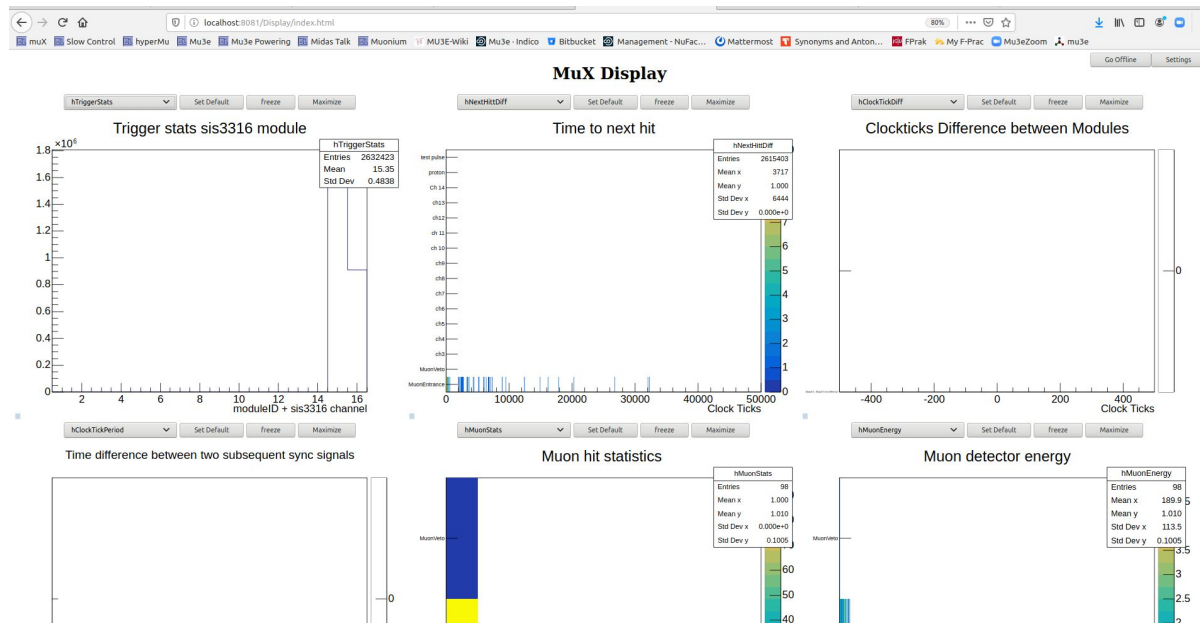 localhost:8081/Display/index.html
80%
muX Slow Control hyperMu Mu3e Mu3e Powering Midas Talk Muonium MU3E-Wiki Mu3e · Indico Bitbucket Management - NuFac... Mattermost Synonyms and Anton... FPrak My F-Prac Mu3eZoom mu3e
Go Offline Settings
MuX Display
hTriggerStats Set Default freeze Maximize
hNextHittDiff Set Default freeze Maximize
hClockTickDiff Set Default freeze Maximize
Trigger stats sis3316 module
×10⁶
hTriggerStats
Entries 2632423
Mean 15.35
Std Dev 0.4838
1.8
1.6
1.4
1.2
1
0.8
0.6
0.4
0.2
0
2 4 6 8 10 12 14 16
moduleID + sis3316 channel
Time to next hit
hNextHittDiff
Entries 2615403
Mean x 3717
Mean y 1.000
Std Dev x 6444
Std Dev y 0.000e+0
test pulse
proton
Ch 14
ch13
ch12
ch 11
ch 10
ch9
ch8
ch7
ch6
ch5
ch4
ch3
MuonVeto
MuonEntrance
7
6
5
4
3
2
1
0
0 10000 20000 30000 40000 50000
Clock Ticks
Clockticks Difference between Modules
0
-400 -200 0 200 400
Clock Ticks
hClockTickPeriod Set Default freeze Maximize
hMuonStats Set Default freeze Maximize
hMuonEnergy Set Default freeze Maximize
Time difference between two subsequent sync signals
0
Muon hit statistics
hMuonStats
Entries 98
Mean x 1.000
Mean y 1.010
Std Dev x 0.000e+0
Std Dev y 0.1005
MuonVeto
60
50
40
Muon detector energy
hMuonEnergy
Entries 98
Mean x 189.9
Mean y 1.010
Std Dev x 113.5
Std Dev y 0.1005
MuonVeto
5
3.5
3
2.5
2